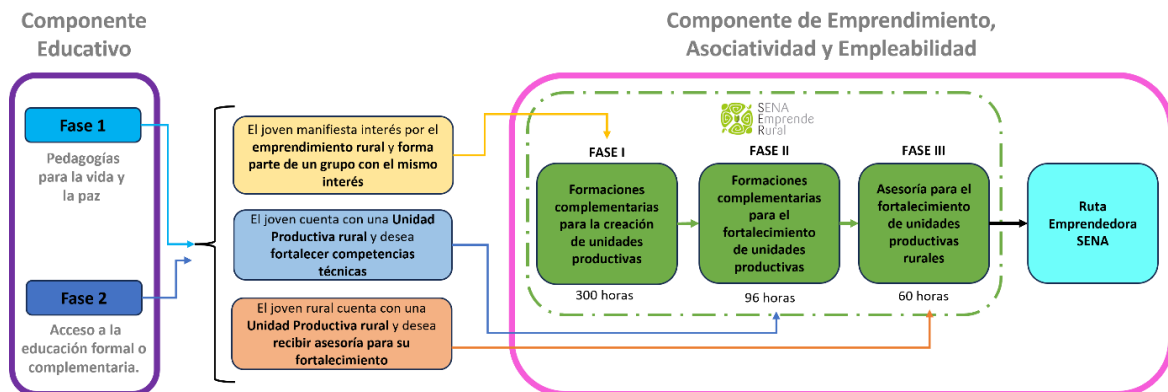 Componente
Educativo
Fase 1
Pedagogías
para la vida y
la paz
Fase 2
Acceso a la
educación formal o
complementaria.
El joven manifiesta interés por el
emprendimiento rural y forma
parte de un grupo con el mismo
interés
El joven cuenta con una Unidad
Productiva rural y desea
fortalecer competencias
técnicas
El joven rural cuenta con una
Unidad Productiva rural y desea
recibir asesoría para su
fortalecimiento
Componente de Emprendimiento,
Asociatividad y Empleabilidad
SENA
Emprende
Rural
FASE I
Formaciones
complementarias
para la creación
de unidades
productivas
300 horas
FASE II
Formaciones
complementarias
para el
fortalecimiento
de unidades
productivas
96 horas
FASE III
Asesoría para el
fortalecimiento
de unidades
productivas
rurales
60 horas
Ruta
Emprendedora
SENA